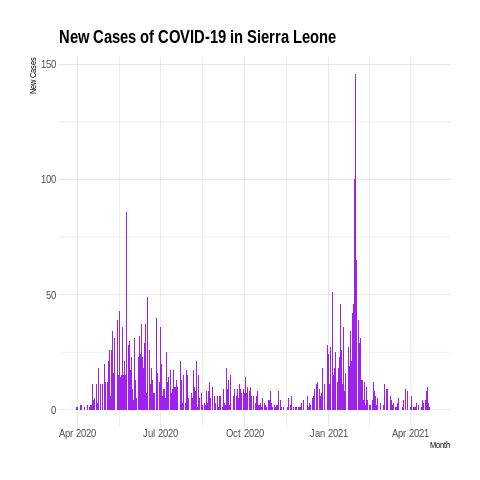 New Cases of COVID-19 in Sierra Leone
New Cases
150
100
50
0
Apr 2020 Jul 2020 Oct 2020 Jan 2021 Apr 2021
Month